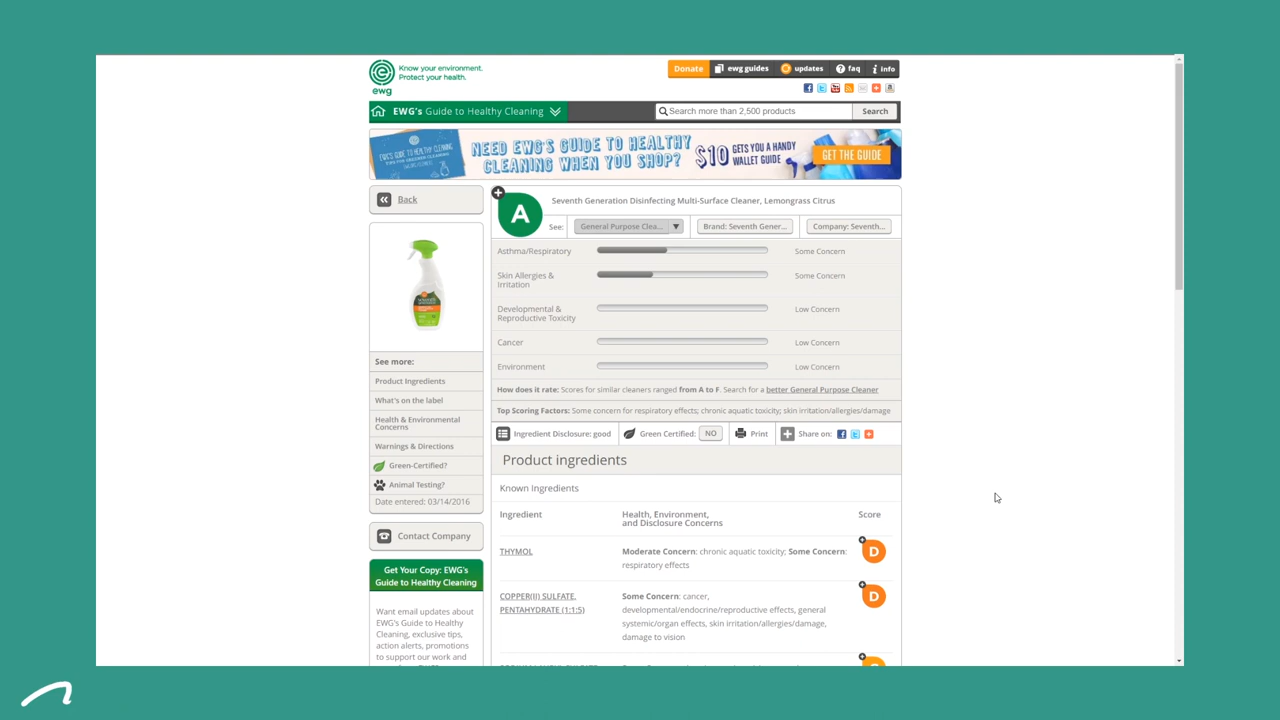 Know your environment.
Protect your health.
ewg
Donate ewg guides updates ? faq i info
EWG's Guide to Healthy Cleaning
Search more than 2,500 products Search
EWG'S GUIDE TO HEALTHY CLEANING
NEED EWG'S GUIDE TO HEALTHY
CLEANING WHEN YOU SHOP?
$10 GETS YOU A HANDY
WALLET GUIDE
GET THE GUIDE
Back
A
Seventh Generation Disinfecting Multi-Surface Cleaner, Lemongrass Citrus
See: General Purpose Clea... Brand: Seventh Gener... Company: Seventh...
Asthma/Respiratory Some Concern
Skin Allergies & Some Concern
Irritation
Developmental & Low Concern
Reproductive Toxicity
Cancer Low Concern
Environment Low Concern
How does it rate: Scores for similar cleaners ranged from A to F. Search for a better General Purpose Cleaner
Top Scoring Factors: Some concern for respiratory effects; chronic aquatic toxicity; skin irritation/allergies/damage
Ingredient Disclosure: good Green Certified: NO Print Share on:
See more:
Product Ingredients
What's on the label
Health & Environmental
Concerns
Warnings & Directions
Green-Certified?
Animal Testing?
Date entered: 03/14/2016
Contact Company
Get Your Copy: EWG's
Guide to Healthy Cleaning
Want email updates about
EWG's Guide to Healthy
Cleaning, exclusive tips,
action alerts, promotions
to support our work and
Product ingredients
Known Ingredients
Ingredient Health, Environment, Score
and Disclosure Concerns
THYMOL Moderate Concern: chronic aquatic toxicity; Some Concern: D
respiratory effects
COPPER(II) SULFATE, Some Concern: cancer, D
PENTAHYDRATE (1:1:5) developmental/endocrine/reproductive effects, general
systemic/organ effects, skin irritation/allergies/damage,
damage to vision